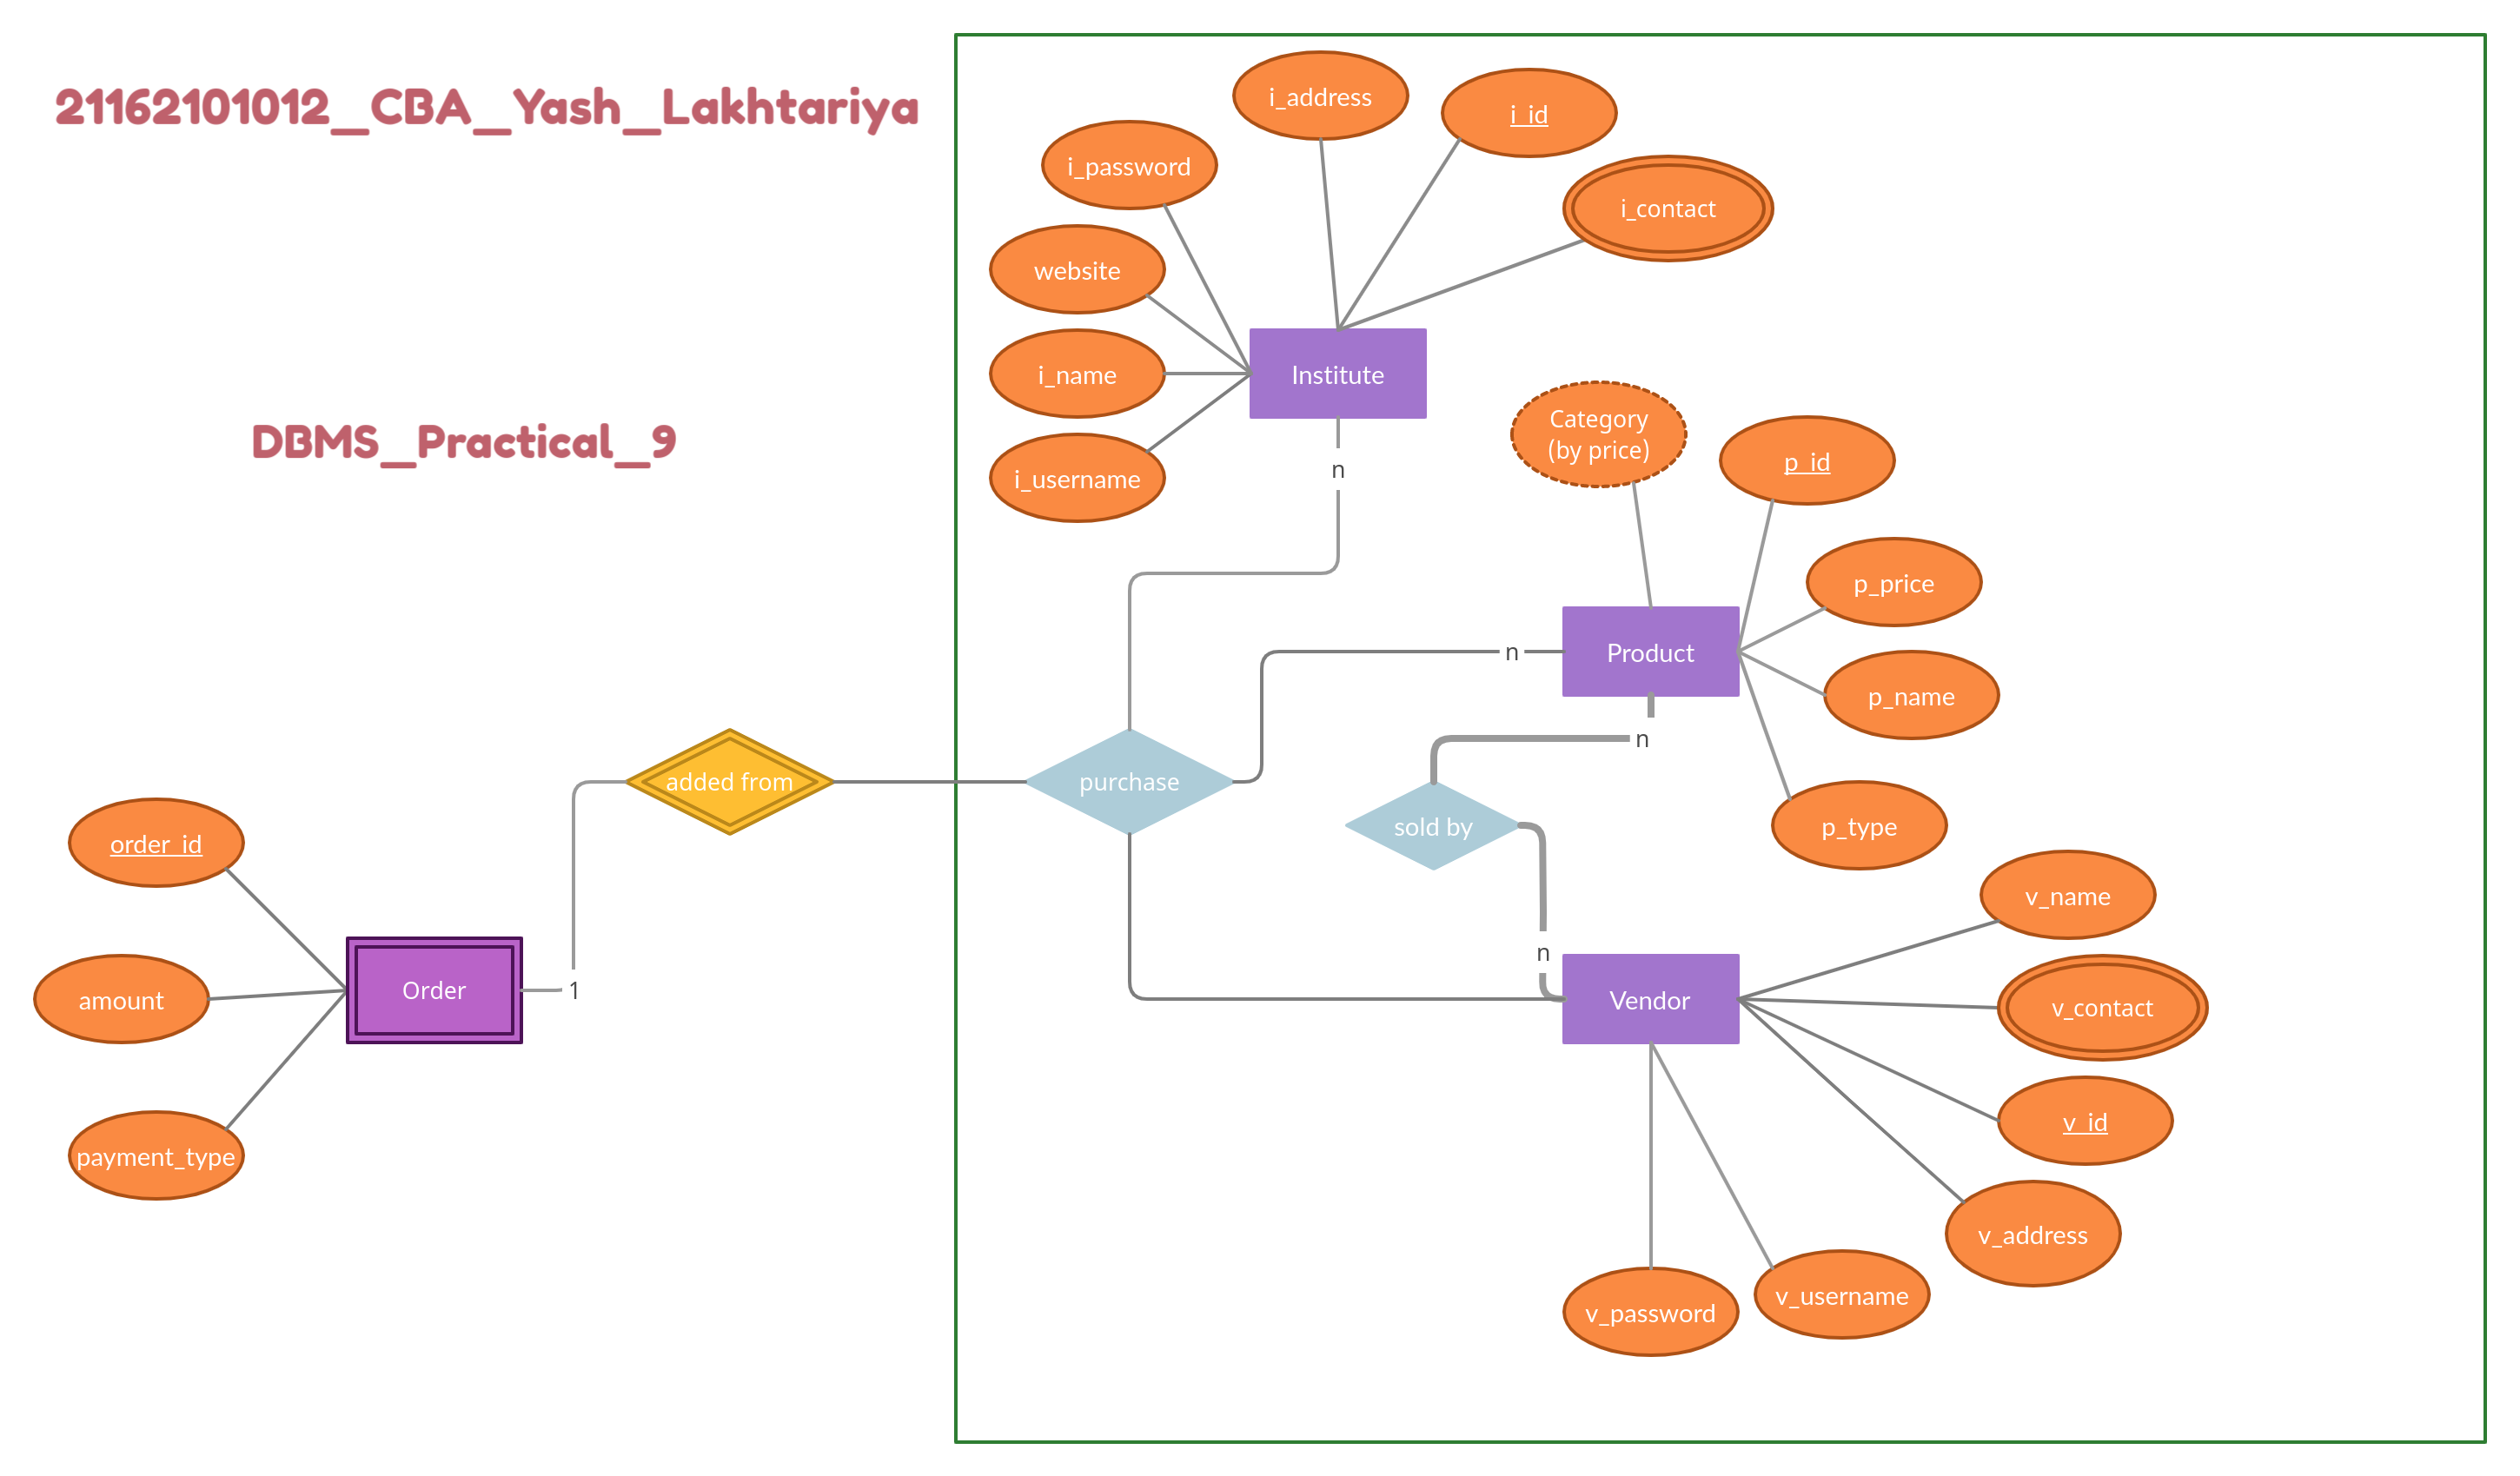 21162101012_CBA_Yash_Lakhtariya
DBMS_Practical_9
i_address
i_id
i_password
i_contact
website
i_name
Institute
i_username
n
Category
(by price)
p_id
p_price
n
Product
p_name
n
added from
purchase
sold by
p_type
order_id
v_name
n
Order
1
amount
Vendor
v_contact
v_id
payment_type
v_address
v_username
v_password